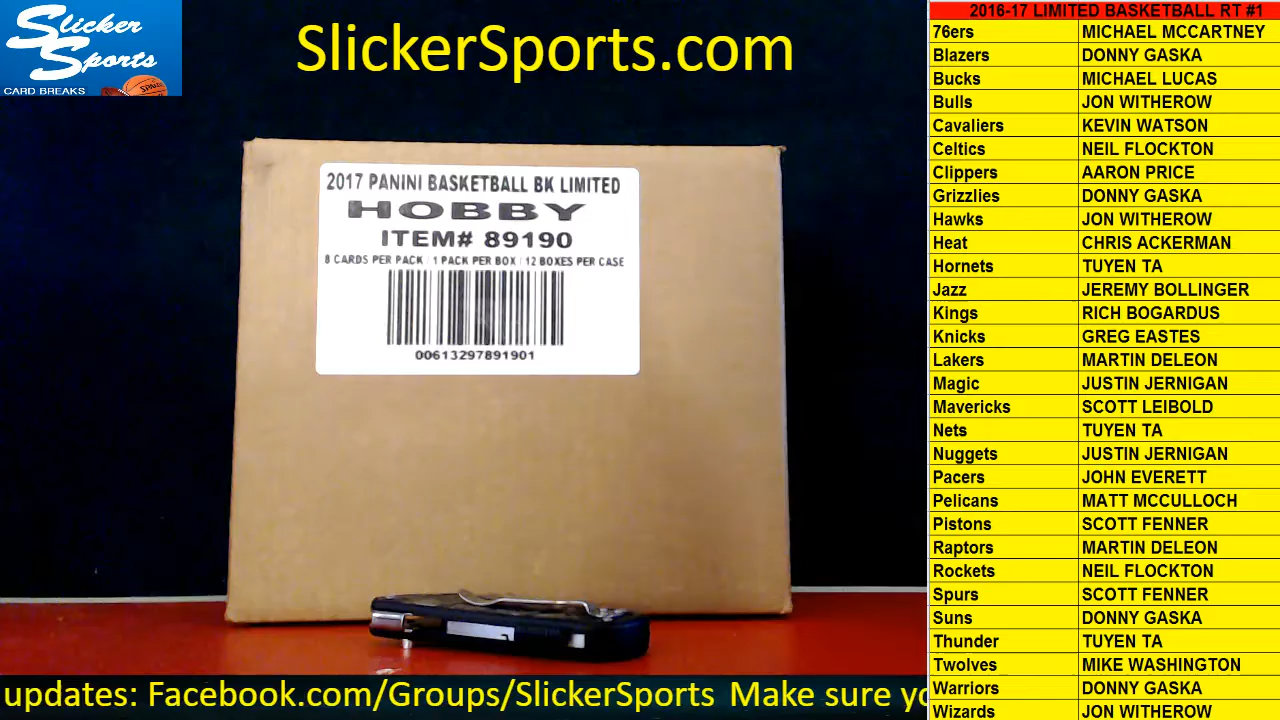 Slicker
Sports
CARD BREAKS
SPALDING
SlickerSports.com
2017 PANINI BASKETBALL BK LIMITED
HOBBY
ITEM# 89190
8 CARDS PER PACK / 1 PACK PER BOX / 12 BOXES PER CASE
00613297891901
updates: Facebook.com/Groups/SlickerSports Make sure yo
2016-17 LIMITED BASKETBALL RT #1
76ers MICHAEL MCCARTNEY
Blazers DONNY GASKA
Bucks MICHAEL LUCAS
Bulls JON WITHEROW
Cavaliers KEVIN WATSON
Celtics NEIL FLOCKTON
Clippers AARON PRICE
Grizzlies DONNY GASKA
Hawks JON WITHEROW
Heat CHRIS ACKERMAN
Hornets TUYEN TA
Jazz JEREMY BOLLINGER
Kings RICH BOGARDUS
Knicks GREG EASTES
Lakers MARTIN DELEON
Magic JUSTIN JERNIGAN
Mavericks SCOTT LEIBOLD
Nets TUYEN TA
Nuggets JUSTIN JERNIGAN
Pacers JOHN EVERETT
Pelicans MATT MCCULLOCH
Pistons SCOTT FENNER
Raptors MARTIN DELEON
Rockets NEIL FLOCKTON
Spurs SCOTT FENNER
Suns DONNY GASKA
Thunder TUYEN TA
Twolves MIKE WASHINGTON
Warriors DONNY GASKA
Wizards JON WITHEROW